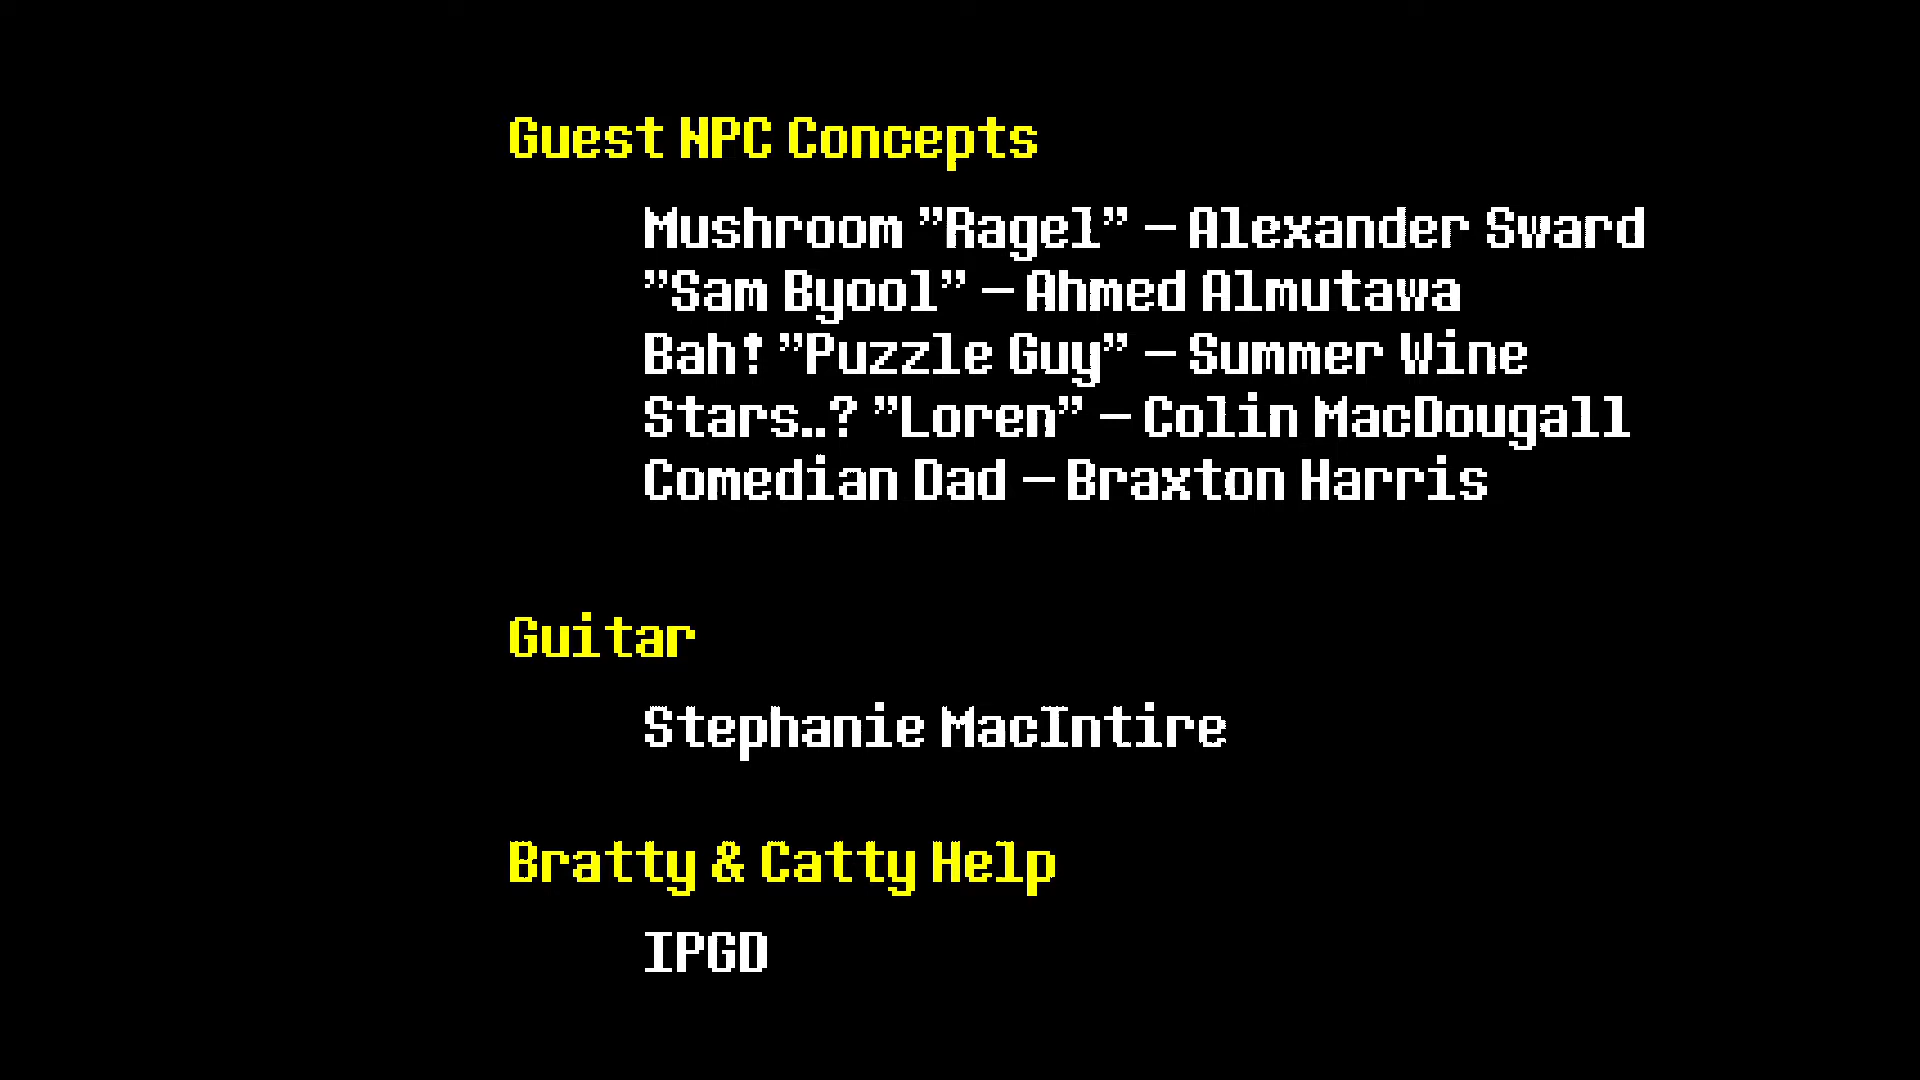 Guest NPC Concepts
Mushroom "Ragel" - Alexander Sward
"Sam Byool" - Ahmed Almutawa
Bah! "Puzzle Guy" - Summer Wine
Stars..? "Loren" - Colin MacDougall
Comedian Dad - Braxton Harris
Guitar
Stephanie MacIntire
Bratty & Catty Help
IPGD